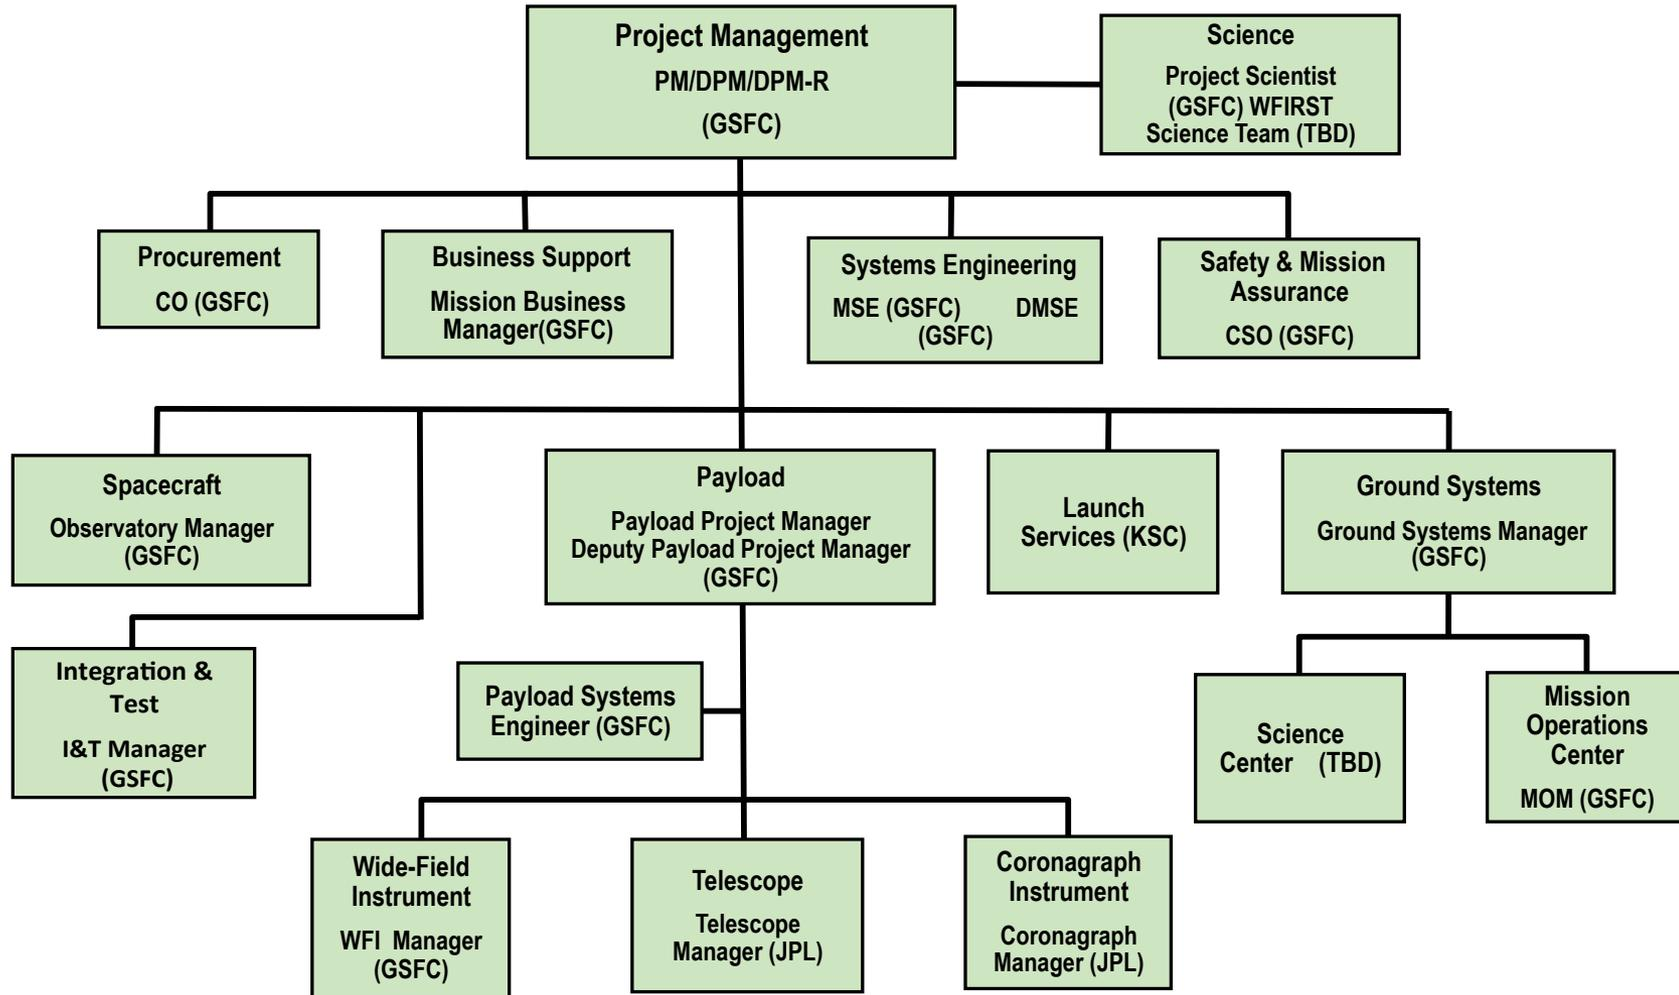 Project Management
PM/DPM/DPM-R
(GSFC)
Science
Project Scientist
(GSFC) WFIRST
Science Team (TBD)
Procurement
CO (GSFC)
Business Support
Mission Business
Manager(GSFC)
Systems Engineering
MSE (GSFC) DMSE
(GSFC)
Safety & Mission
Assurance
CSO (GSFC)
Spacecraft
Observatory Manager
(GSFC)
Payload
Payload Project Manager
Deputy Payload Project Manager
(GSFC)
Launch
Services (KSC)
Ground Systems
Ground Systems Manager
(GSFC)
Integration &
Test
I&T Manager
(GSFC)
Payload Systems
Engineer (GSFC)
Science
Center (TBD)
Mission
Operations
Center
MOM (GSFC)
Wide-Field
Instrument
WFI Manager
(GSFC)
Telescope
Telescope
Manager (JPL)
Coronagraph
Instrument
Coronagraph
Manager (JPL)